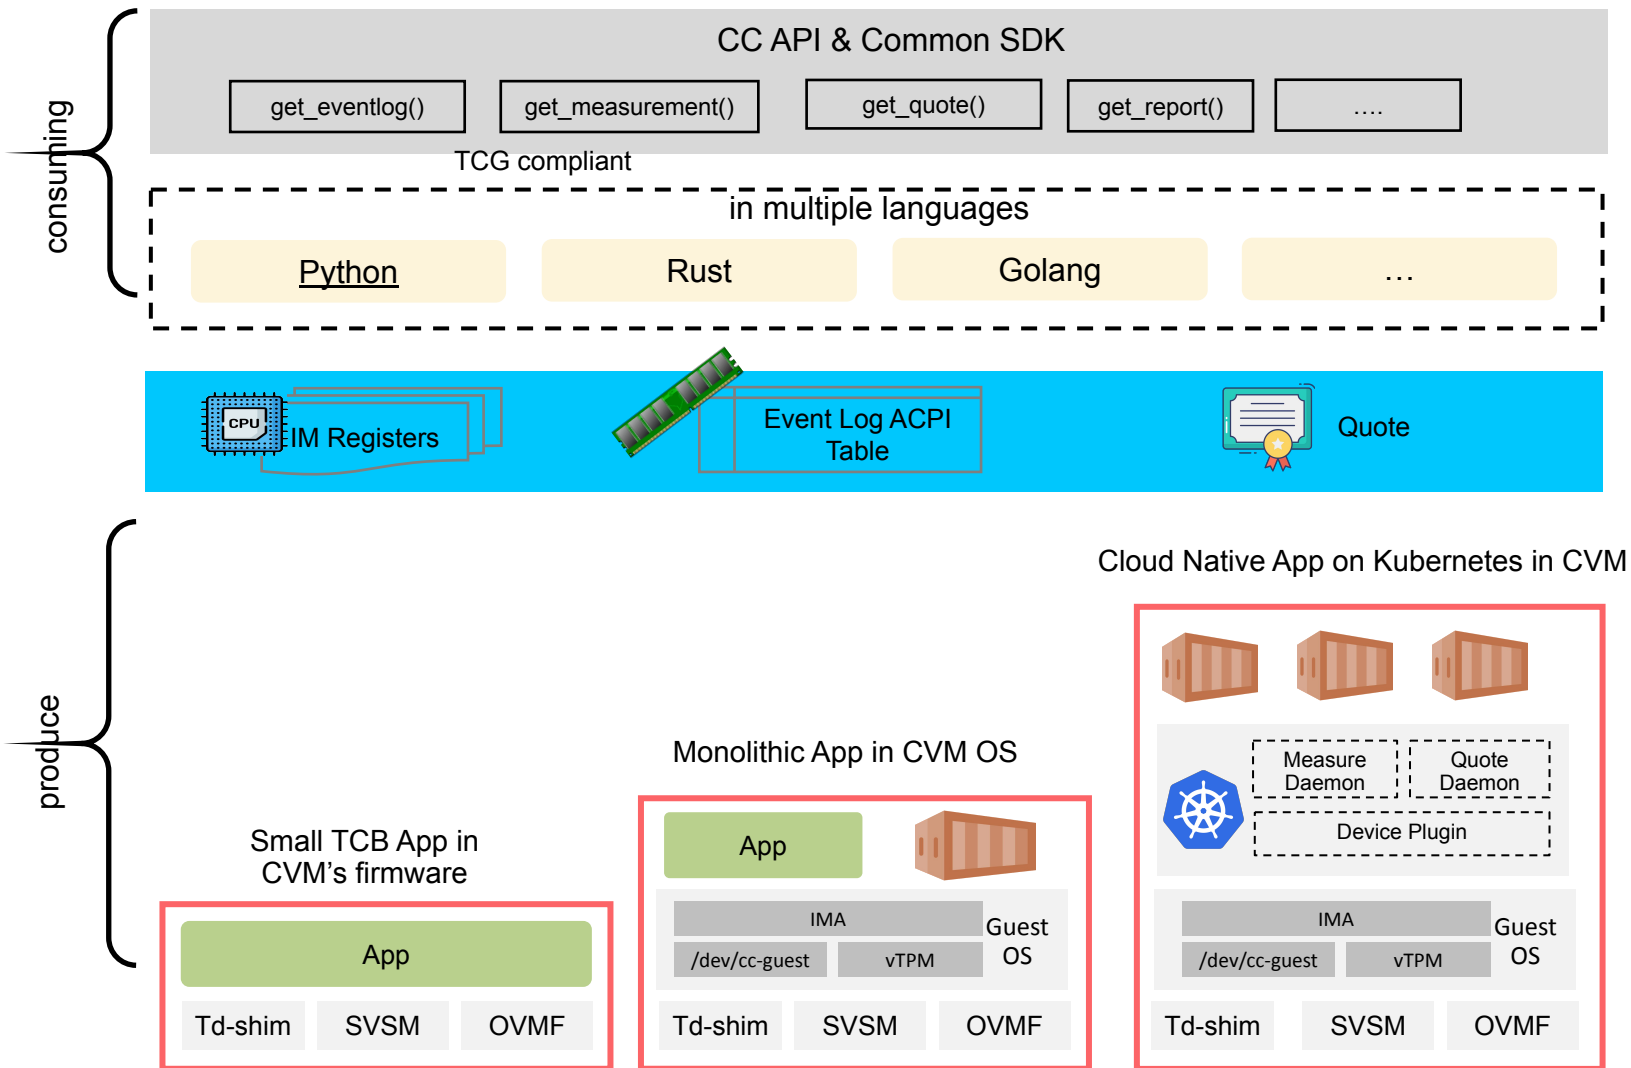 CC API & Common SDK
get_eventlog()
get_measurement()
get_quote()
get_report()
....
TCG compliant
consuming
in multiple languages
Python
Rust
Golang
...
CPU
IM Registers
Event Log ACPI
Table
Quote
produce
Cloud Native App on Kubernetes in CVM
Measure
Daemon
Quote
Daemon
Device Plugin
IMA
/dev/cc-guest
vTPM
Guest
OS
Td-shim
SVSM
OVMF
Monolithic App in CVM OS
App
IMA
/dev/cc-guest
vTPM
Guest
OS
Td-shim
SVSM
OVMF
Small TCB App in
CVM’s firmware
App
Td-shim
SVSM
OVMF